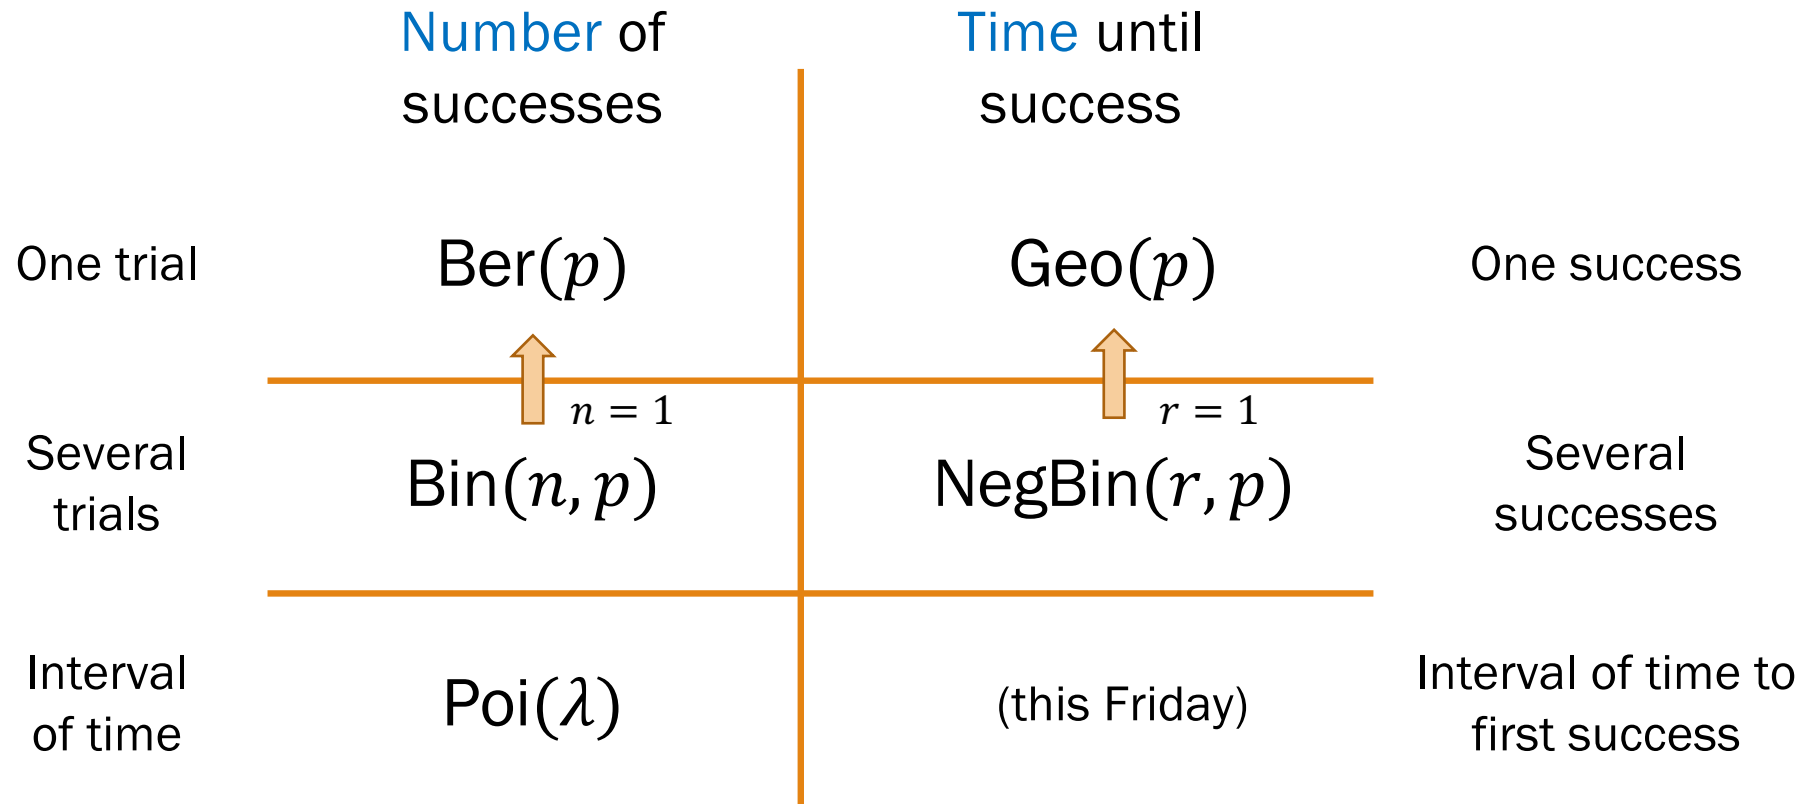 Number of
successes
Time until
success
One trial
Ber(p)
Geo(p)
One success
n = 1
r = 1
Several
trials
Bin(n, p)
NegBin(r, p)
Several
successes
Interval
of time
Poi(λ)
(this Friday)
Interval of time to
first success